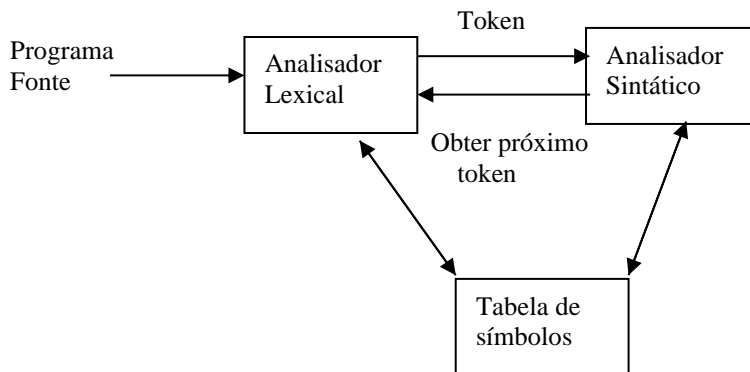 Programa
Fonte
Analisador
Lexical
Token
Obter próximo
token
Analisador
Sintático
Tabela de
símbolos